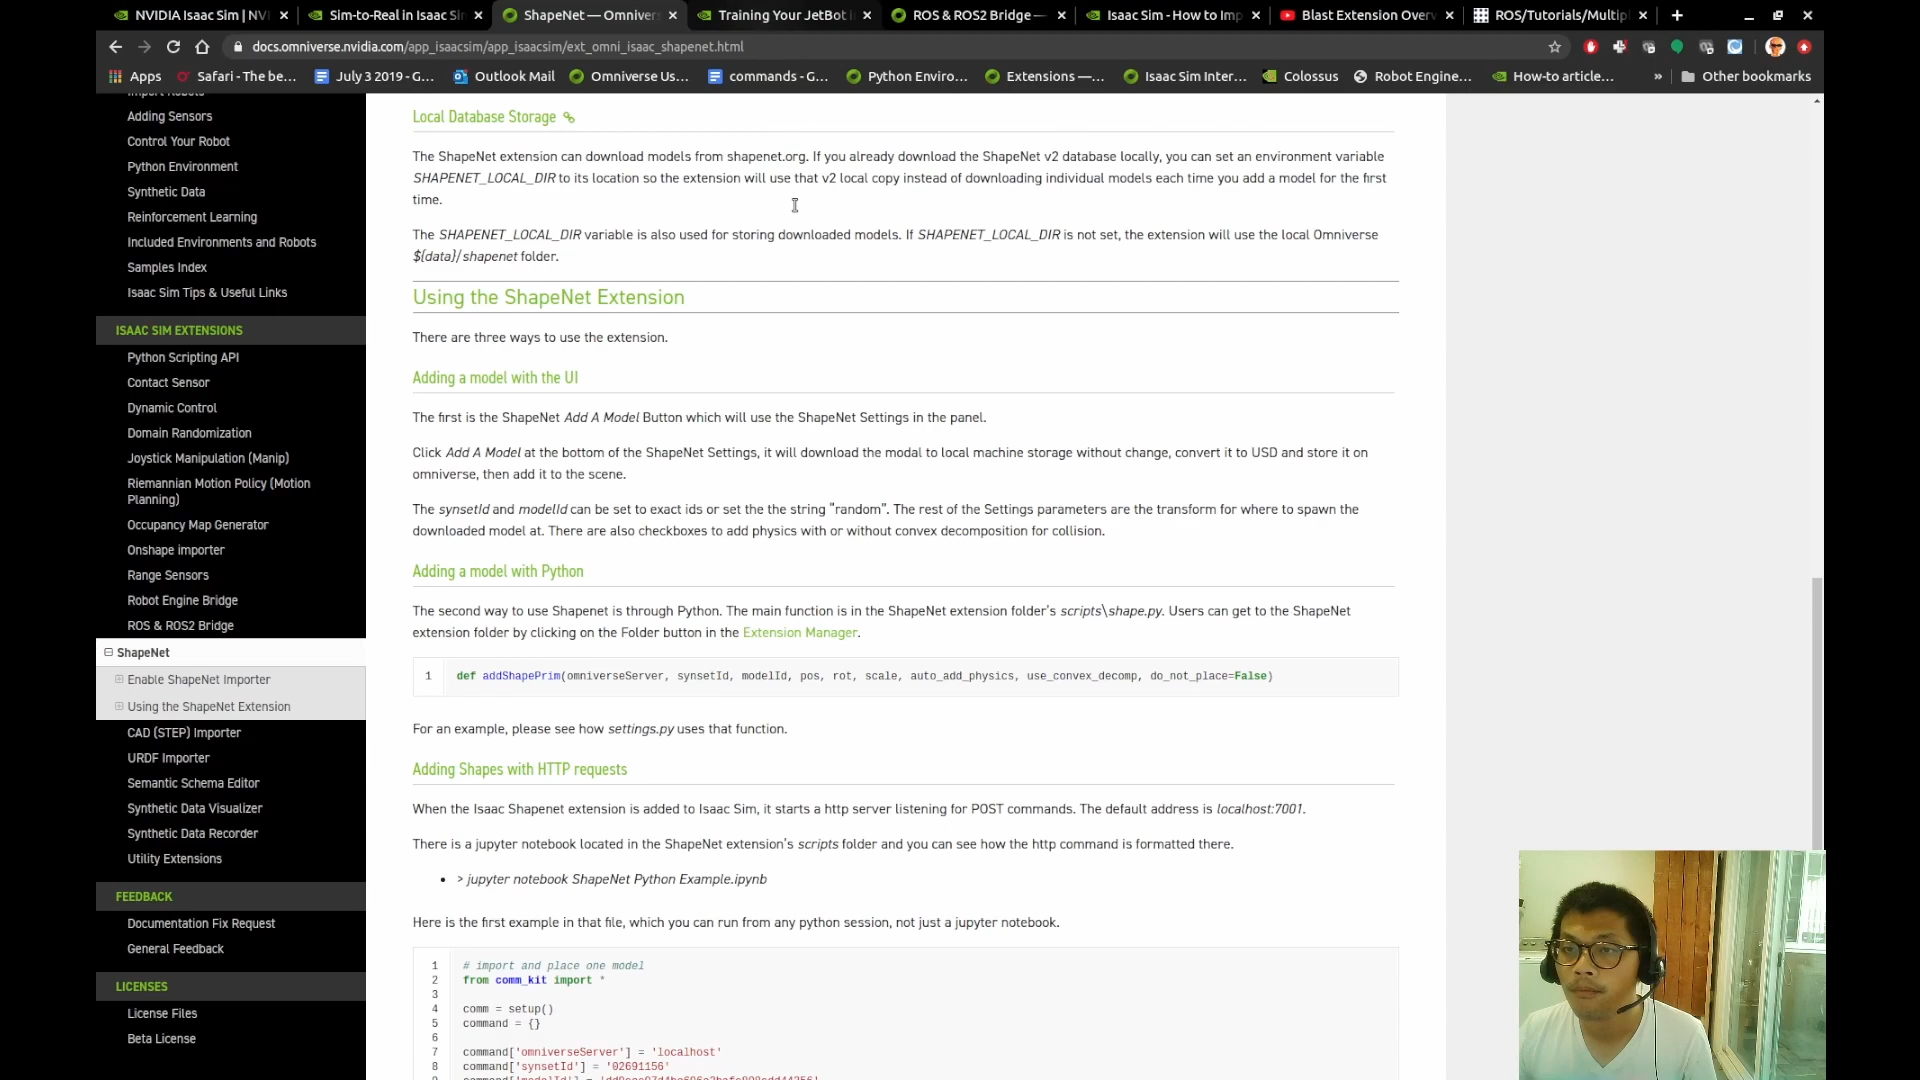 NVIDIA Isaac Sim | NVI
Sim-to-Real in Isaac Sim
ShapeNet — Omnivers
Training Your JetBot i
ROS & ROS2 Bridge —
Isaac Sim - How to Imp
Blast Extension Overv
ROS/Tutorials/Multipl
docs.omniverse.nvidia.com/app_isaacsim/app_isaacsim/ext_omni_isaac_shapenet.html
Apps
Safari - The be...
July 3 2019 - G...
Outlook Mail
Omniverse Us...
commands - G...
Python Enviro...
Extensions —...
Isaac Sim Inter...
Colossus
Robot Engine...
How-to article...
»
Other bookmarks
Import Robots
Adding Sensors
Control Your Robot
Python Environment
Synthetic Data
Reinforcement Learning
Included Environments and Robots
Samples Index
Isaac Sim Tips & Useful Links
ISAAC SIM EXTENSIONS
Python Scripting API
Contact Sensor
Dynamic Control
Domain Randomization
Joystick Manipulation (Manip)
Riemannian Motion Policy (Motion
Planning)
Occupancy Map Generator
Onshape importer
Range Sensors
Robot Engine Bridge
ROS & ROS2 Bridge
ShapeNet
Enable ShapeNet Importer
Using the ShapeNet Extension
CAD (STEP) Importer
URDF Importer
Semantic Schema Editor
Synthetic Data Visualizer
Synthetic Data Recorder
Utility Extensions
FEEDBACK
Documentation Fix Request
General Feedback
LICENSES
License Files
Beta License
Local Database Storage
The ShapeNet extension can download models from shapenet.org. If you already download the ShapeNet v2 database locally, you can set an environment variable
SHAPENET_LOCAL_DIR to its location so the extension will use that v2 local copy instead of downloading individual models each time you add a model for the first
time.
The SHAPENET_LOCAL_DIR variable is also used for storing downloaded models. If SHAPENET_LOCAL_DIR is not set, the extension will use the local Omniverse
${data}/shapenet folder.
Using the ShapeNet Extension
There are three ways to use the extension.
Adding a model with the UI
The first is the ShapeNet Add A Model Button which will use the ShapeNet Settings in the panel.
Click Add A Model at the bottom of the ShapeNet Settings, it will download the modal to local machine storage without change, convert it to USD and store it on
omniverse, then add it to the scene.
The synsetId and modelId can be set to exact ids or set the the string "random". The rest of the Settings parameters are the transform for where to spawn the
downloaded model at. There are also checkboxes to add physics with or without convex decomposition for collision.
Adding a model with Python
The second way to use Shapenet is through Python. The main function is in the ShapeNet extension folder's scripts\shape.py. Users can get to the ShapeNet
extension folder by clicking on the Folder button in the Extension Manager.
1 def addShapePrim(omniverseServer, synsetId, modelId, pos, rot, scale, auto_add_physics, use_convex_decomp, do_not_place=False)
For an example, please see how settings.py uses that function.
Adding Shapes with HTTP requests
When the Isaac Shapenet extension is added to Isaac Sim, it starts a http server listening for POST commands. The default address is localhost:7001.
There is a jupyter notebook located in the ShapeNet extension's scripts folder and you can see how the http command is formatted there.
• > jupyter notebook ShapeNet Python Example.ipynb
Here is the first example in that file, which you can run from any python session, not just a jupyter notebook.
1 # import and place one model
2 from comm_kit import *
3
4 comm = setup()
5 command = {}
6
7 command['omniverseServer'] = 'localhost'
8 command['synsetId'] = '02691156'